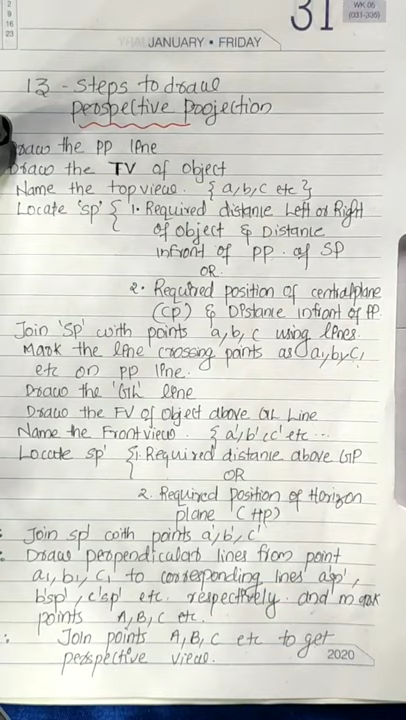 2
9
16
23
JANUARY • FRIDAY
31
WK 05
(031-335)
13 - Steps to draw
perspective projection
Draw the PP line
Draw the TV of object
Name the top view. { a, b, c etc }
Locate 'sp' { 1. Required distance Left or Right
of object & Distance
infront of PP. of SP
OR
2. Required position of central plane
(CP) & Distance infront of PP.
Join 'SP' with points a, b, c using lines.
Mark the line crossing points as a₁, b₁, c₁
etc on PP line.
Draw the 'GL' line
Draw the FV of object above GL Line
Name the Front view. { a', b' cc' etc ...
Locate sp' { 1. Required distance above GP
OR
2. Required position of Horizon
plane (HP)
: Join sp' with points a', b', c'
: Draw perpendicular lines from point
a₁, b₁, c₁ to corresponding lines a'sp',
b'sp', c'sp' etc. respectively and mark
points A, B, C etc.
: Join points A, B, C etc to get
perspective view.
2020